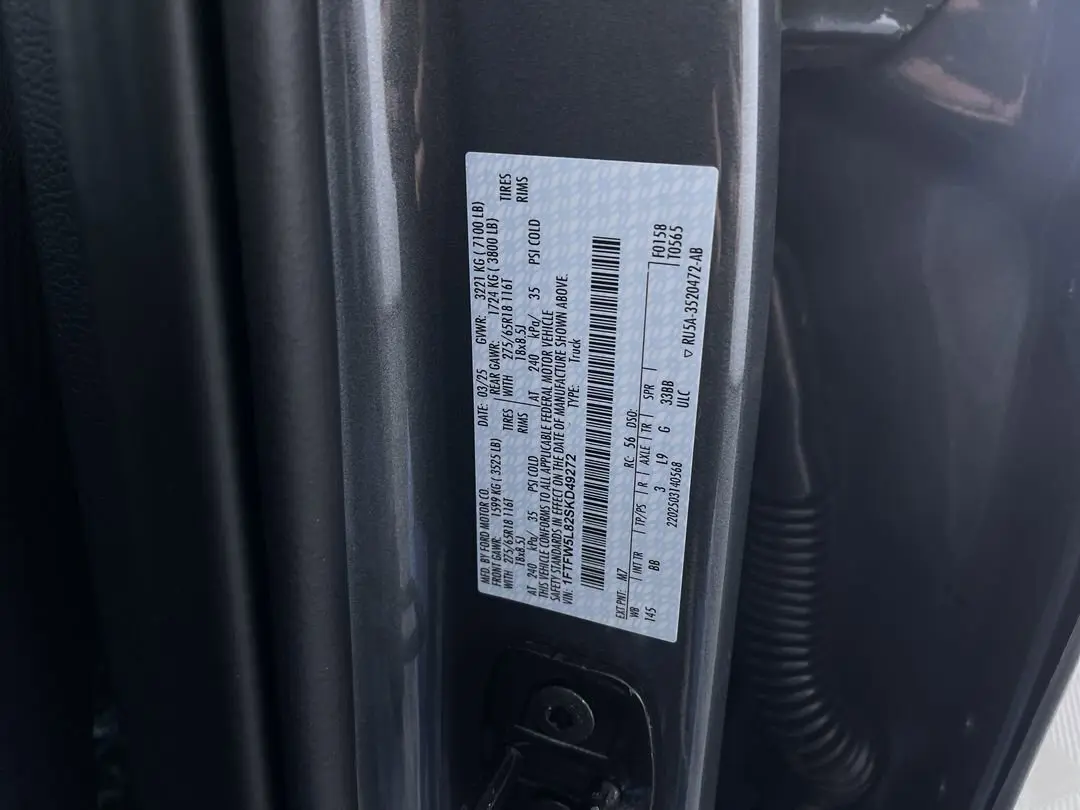 MFD. BY FORD MOTOR CO. DATE: 03/25 GVWR: 3221 KG ( 7100 LB)
FRONT GAWR: 1599 KG ( 3525 LB) REAR GAWR: 1724 KG ( 3800 LB)
WITH 275/65R18 116T TIRES WITH 275/65R18 116T TIRES
18x8.5J RIMS 18x8.5J RIMS
AT 240 kPa/ 35 PSI COLD AT 240 kPa/ 35 PSI COLD
THIS VEHICLE CONFORMS TO ALL APPLICABLE FEDERAL MOTOR VEHICLE
SAFETY STANDARDS IN EFFECT ON THE DATE OF MANUFACTURE SHOWN ABOVE.
VIN: 1FTFW5L82SKD49272 TYPE: Truck
EXT PNT: M7 RC: 56 DSO: F0158
WB INT TR TP/PS R AXLE TR SPR T0565
145 BB 3 L9 G 33BB
2202503140568 ULC ▽ RU5A-3520472-AB